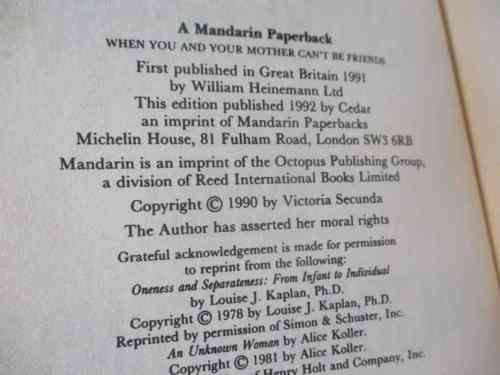 A Mandarin Paperback
WHEN YOU AND YOUR MOTHER CAN'T BE FRIENDS
First published in Great Britain 1991
by William Heinemann Ltd
This edition published 1992 by Cedar
an imprint of Mandarin Paperbacks
Michelin House, 81 Fulham Road, London SW3 6RB
Mandarin is an imprint of the Octopus Publishing Group,
a division of Reed International Books Limited
Copyright © 1990 by Victoria Secunda
The Author has asserted her moral rights
Grateful acknowledgement is made for permission
to reprint from the following:
Oneness and Separateness: From Infant to Individual
by Louise J. Kaplan, Ph.D.
Copyright © 1978 by Louise J. Kaplan, Ph.D.
Reprinted by permission of Simon & Schuster, Inc.
An Unknown Woman by Alice Koller.
Copyright © 1981 by Alice Koller.
of Henry Holt and Company, Inc.